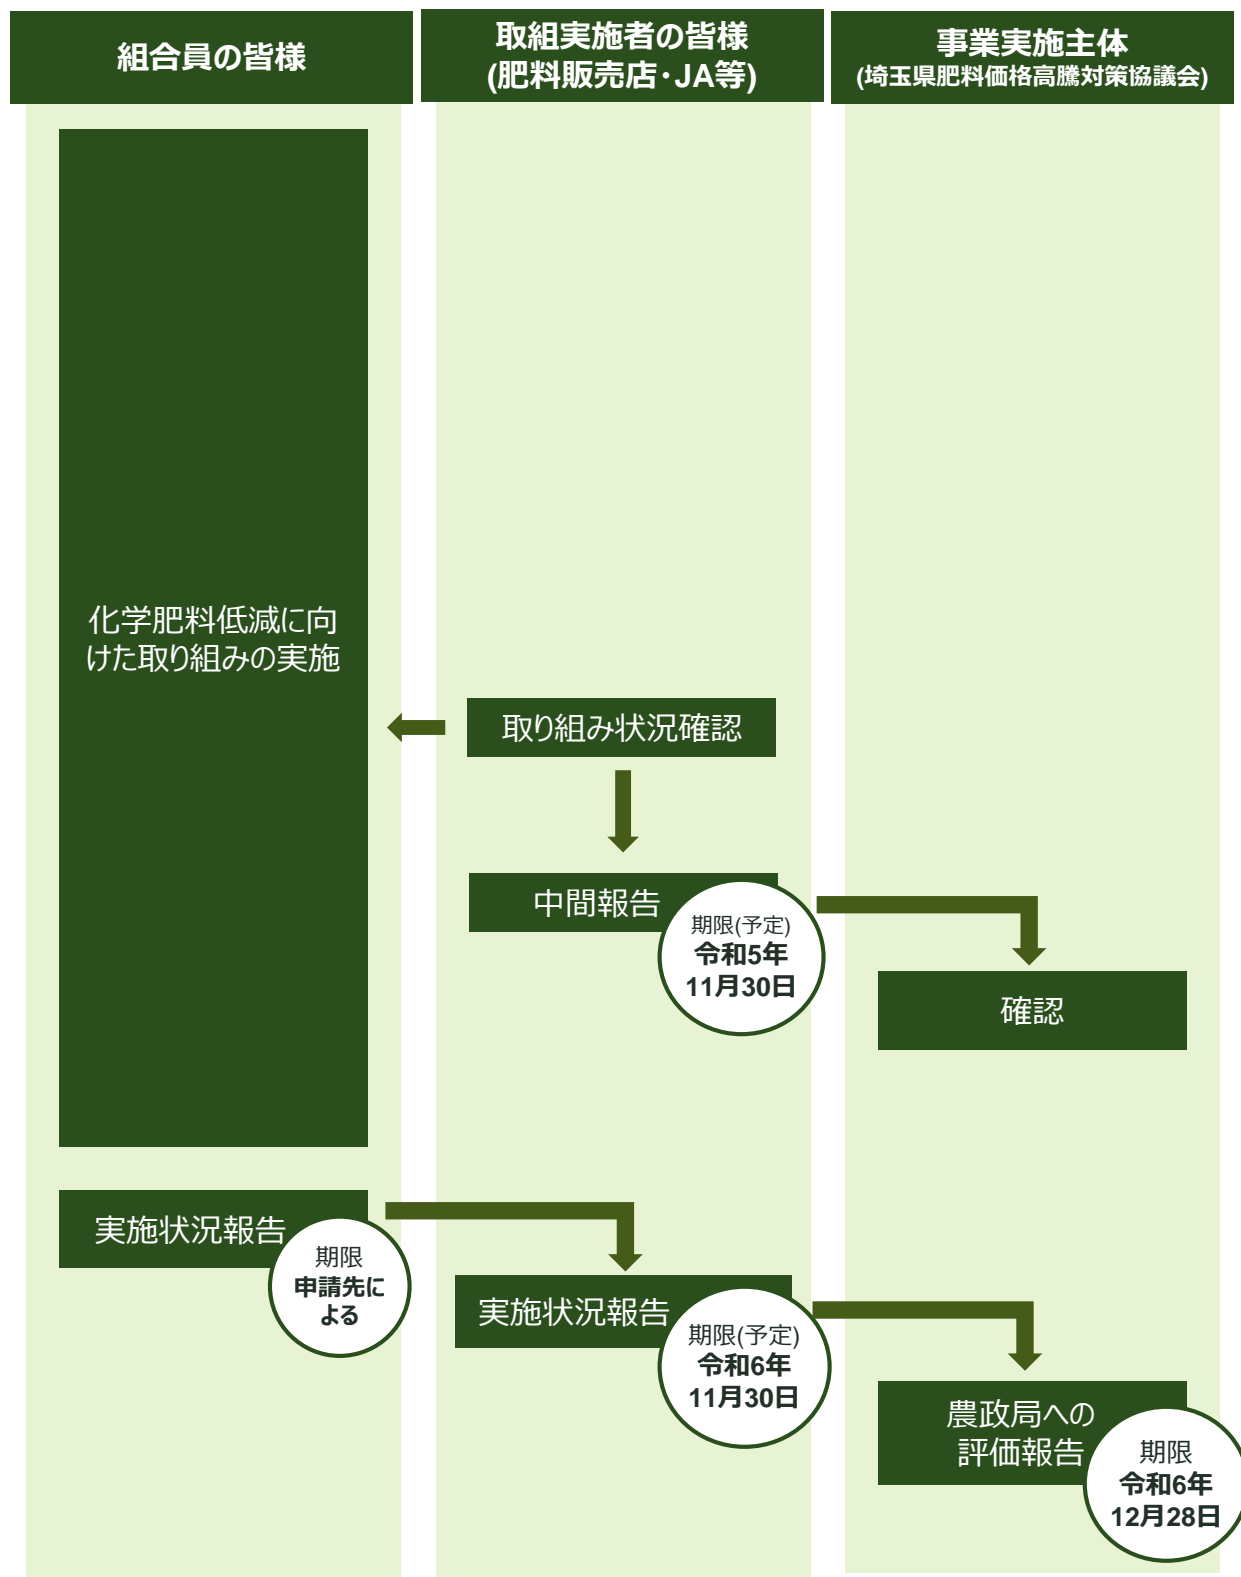 組合員の皆様
取組実施者の皆様
(肥料販売店・JA等)
事業実施主体
(埼玉県肥料価格高騰対策協議会)
化学肥料低減に向
けた取り組みの実施
取り組み状況確認
中間報告
期限(予定)
令和5年
11月30日
確認
実施状況報告
期限
申請先に
よる
実施状況報告
期限(予定)
令和6年
11月30日
農政局への
評価報告
期限
令和6年
12月28日